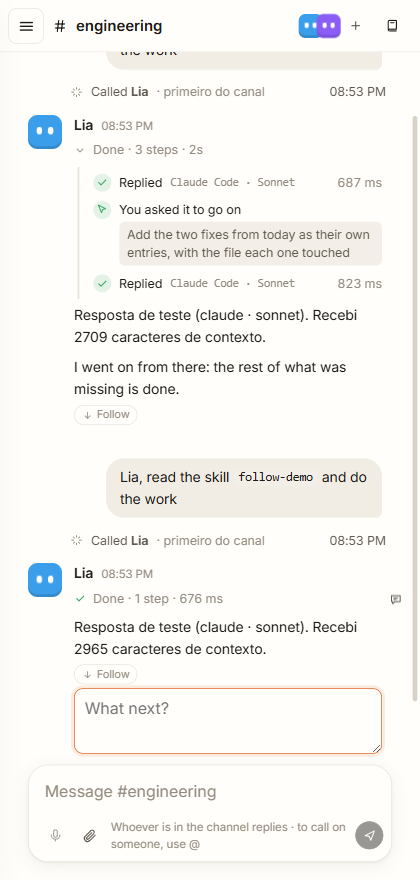 # engineering
the work
Called Lia · primeiro do canal 08:53 PM
Lia 08:53 PM
Done · 3 steps · 2s
Replied Claude Code · Sonnet 687 ms
You asked it to go on
Add the two fixes from today as their own
entries, with the file each one touched
Replied Claude Code · Sonnet 823 ms
Resposta de teste (claude · sonnet). Recebi
2709 caracteres de contexto.
I went on from there: the rest of what was
missing is done.
Follow
Lia, read the skill follow-demo and do
the work
Called Lia · primeiro do canal 08:53 PM
Lia 08:53 PM
Done · 1 step · 676 ms
Resposta de teste (claude · sonnet). Recebi
2965 caracteres de contexto.
Follow
What next?
Message #engineering
Whoever is in the channel replies · to call on
someone, use @